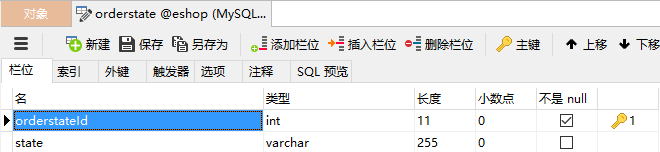 对象 orderstate @eshop (MySQL...
新建 保存 另存为 添加栏位 插入栏位 删除栏位 主键 上移 下移
栏位 索引 外键 触发器 选项 注释 SQL 预览
名 类型 长度 小数点 不是 null
orderstateId int 11 0 1
state varchar 255 0